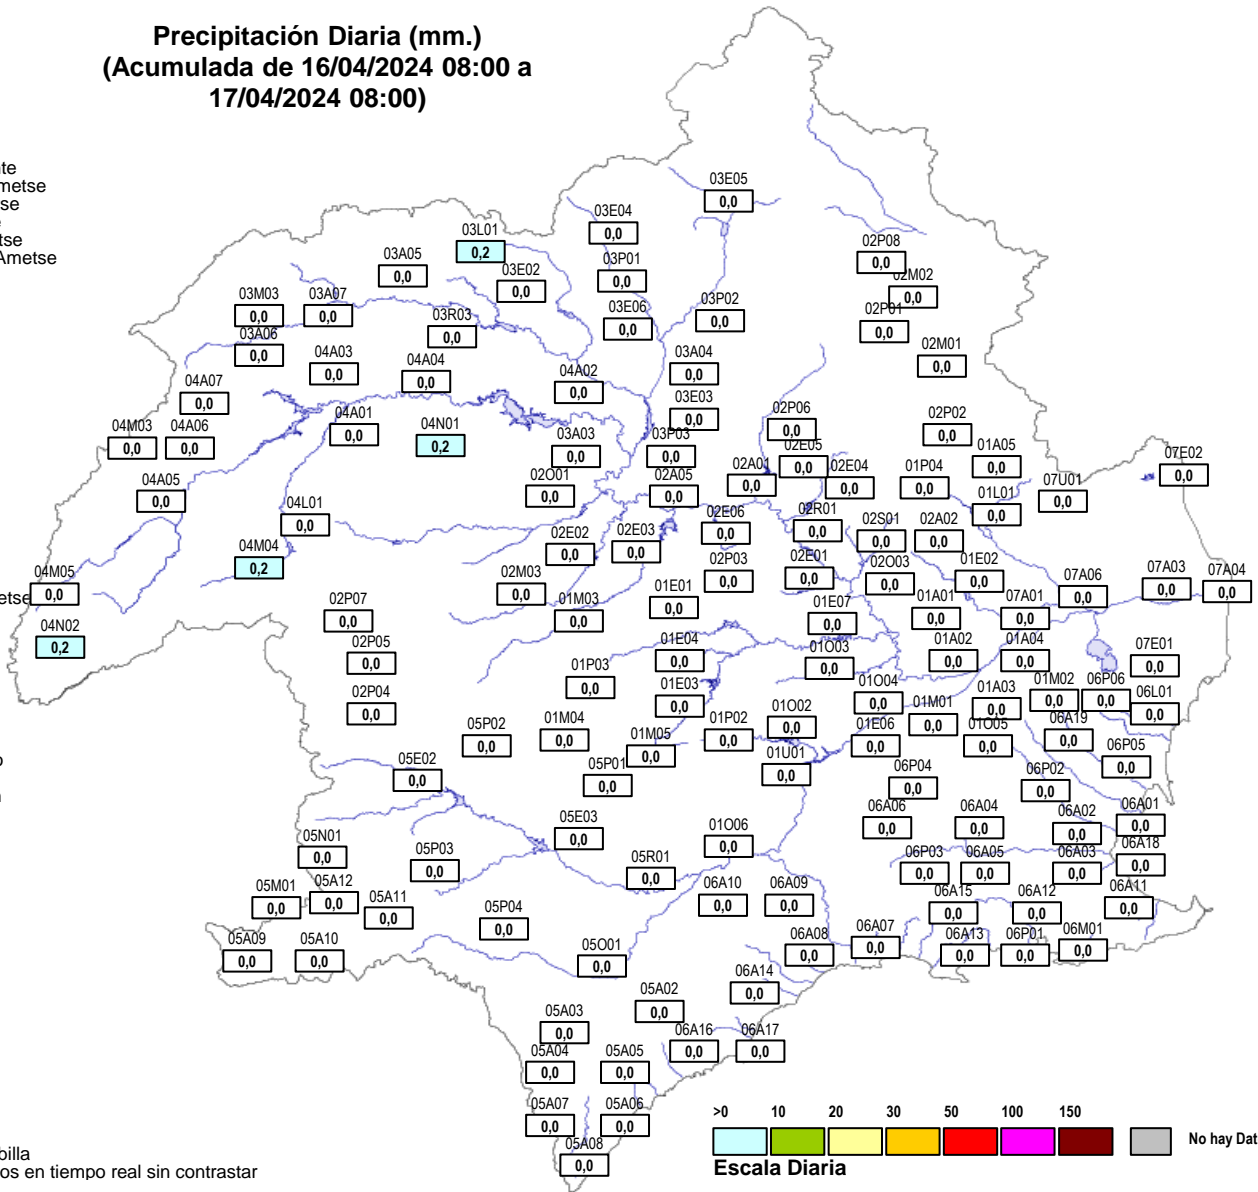 Precipitación Diaria (mm.)
(Acumulada de 16/04/2024 08:00 a
17/04/2024 08:00)
03E05
0,0
03E04
0,0
03L01
0,2
02P08
0,0
03A05
0,0
03P01
0,0
03E02
0,0
02M02
0,0
03M03
0,0
03A07
0,0
03P02
0,0
03E06
0,0
02P01
0,0
03R03
0,0
03A06
0,0
04A03
0,0
02M01
0,0
03A04
0,0
04A04
0,0
04A02
0,0
04A07
0,0
03E03
0,0
02P06
0,0
04A01
0,0
02P02
0,0
04M03
0,0
04A06
0,0
04N01
0,2
03A03
0,0
03P03
0,0
02E05
0,0
01A05
0,0
07E02
0,0
02O01
0,0
02A05
0,0
02A01
0,0
02E04
0,0
01P04
0,0
07U01
0,0
04A05
0,0
01L01
0,0
04L01
0,0
02E06
0,0
02R01
0,0
02S01
0,0
02A02
0,0
02E02
0,0
02E03
0,0
04M04
0,2
02P03
0,0
02E01
0,0
02O03
0,0
01E02
0,0
04M05
0,0
02M03
0,0
07A06
0,0
07A03
0,0
07A04
0,0
etse
02P07
0,0
01M03
0,0
01E01
0,0
01E07
0,0
01A01
0,0
07A01
0,0
04N02
0,2
02P05
0,0
01E04
0,0
01O03
0,0
01A02
0,0
01A04
0,0
07E01
0,0
01P03
0,0
01E03
0,0
01O04
0,0
01A03
0,0
01M02
0,0
06P06
0,0
06L01
0,0
02P04
0,0
05P02
0,0
01M04
0,0
01P02
0,0
01O02
0,0
01M01
0,0
01E06
0,0
01O05
0,0
06A19
0,0
01M05
0,0
01U01
0,0
06P05
0,0
05E02
0,0
05P01
0,0
06P04
0,0
06P02
0,0
05E03
0,0
01O06
0,0
06A06
0,0
06A04
0,0
06A02
0,0
06A01
0,0
05N01
0,0
05P03
0,0
05R01
0,0
06P03
0,0
06A05
0,0
06A03
0,0
06A18
0,0
05M01
0,0
05A12
0,0
05A11
0,0
06A10
0,0
06A09
0,0
06A15
0,0
06A12
0,0
06A11
0,0
05P04
0,0
05A09
0,0
05A10
0,0
05O01
0,0
06A08
0,0
06A07
0,0
06A13
0,0
06P01
0,0
06M01
0,0
06A14
0,0
05A02
0,0
05A03
0,0
06A16
0,0
06A17
0,0
05A04
0,0
05A05
0,0
05A07
0,0
05A06
0,0
05A08
0,0
>0 10 20 30 50 100 150
No hay Dat
Escala Diaria
billa
os en tiempo real sin contrastar